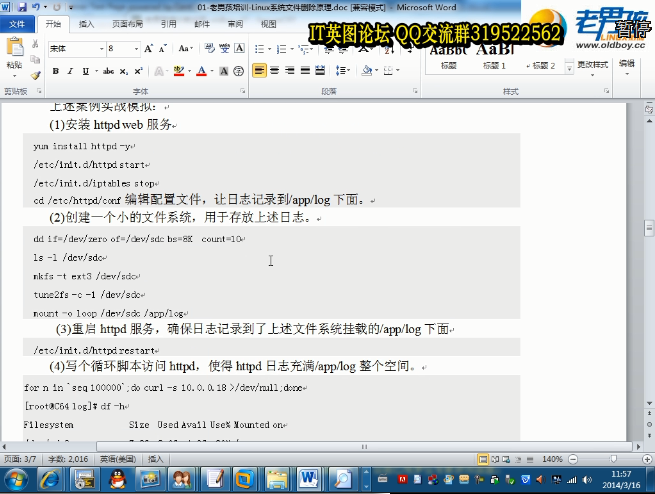 01-老男孩培训-Linux系统文件删除原理.doc [兼容模式] - Microsoft Word
文件 开始 插入 页面布局 引用 邮件 审阅 视图
IT英图论坛 QQ交流群319522562
老男孩
暂停
www.oldboy.cc
粘贴
宋体 8
B I U abc
AaBbC AaBl
标题 标题 1 标题 2 更改样式 编辑
剪贴板 字体 段落 样式
上述案例实战模拟：
(1)安装 httpd web 服务
yum install httpd -y
/etc/init.d/httpd start
/etc/init.d/iptables stop
cd /etc/httpd/conf 编辑配置文件，让日志记录到/app/log 下面。
(2)创建一个小的文件系统，用于存放上述日志。
dd if=/dev/zero of=/dev/sdc bs=8K count=10
ls -l /dev/sdc
mkfs -t ext3 /dev/sdc
tune2fs -c -1 /dev/sdc
mount -o loop /dev/sdc /app/log
(3)重启 httpd 服务，确保日志记录到了上述文件系统挂载的/app/log 下面
/etc/init.d/httpd restart
(4)写个循环脚本访问 httpd，使得 httpd 日志充满/app/log 整个空间。
for n in `seq 100000`;do curl -s 10.0.0.18 >/dev/null;done
[root@C64 log]# df -h
Filesystem Size Used Avail Use% Mounted on
页面: 3/7 字数: 2,016 英语(美国) 插入 140%
11:57
2014/3/16